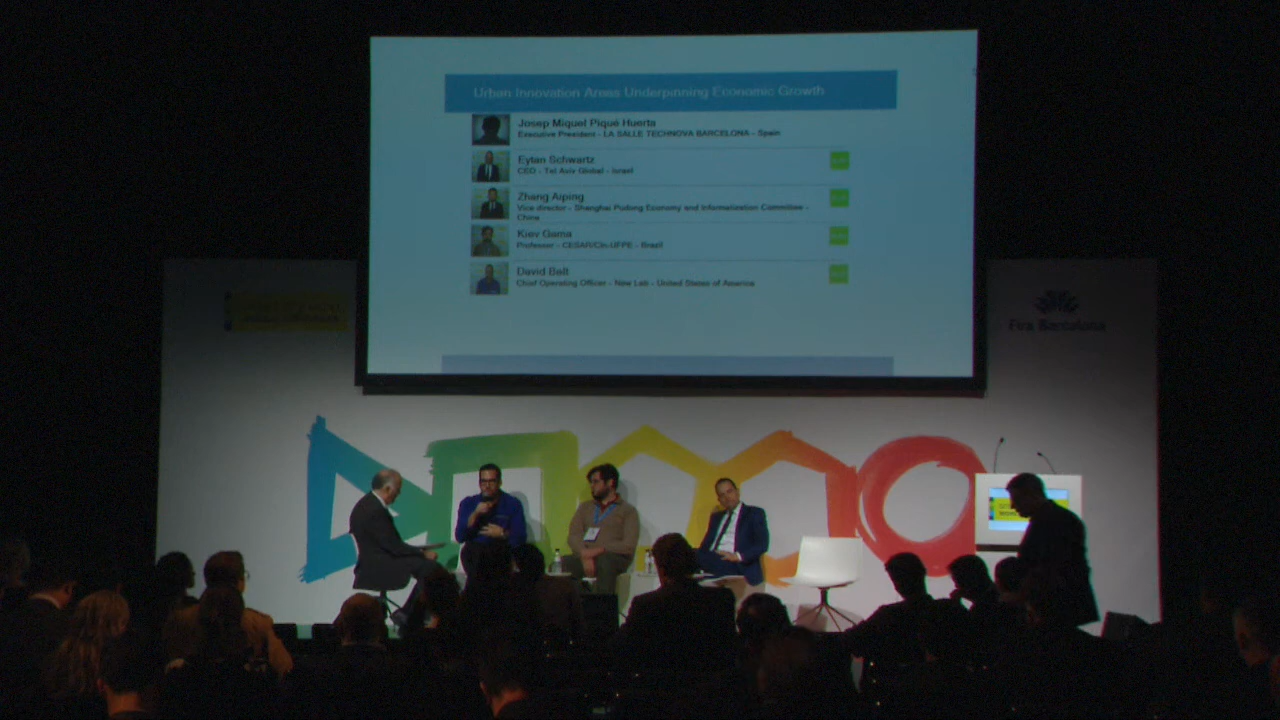 Urban Innovation Areas Underpinning Economic Growth
Josep Miquel Piqué Huerta
Executive President - LA SALLE TECHNOVA BARCELONA - Spain
Eytan Schwartz
CEO - Tel Aviv Global - Israel
Zhang Aiping
Vice director - Shanghai Pudong Economy and Informatization Committee -
China
Kiev Gama
Professor - CESAR/CIn-UFPE - Brazil
David Belt
Chief Operating Officer - New Lab - United States of America
Fira Barcelona